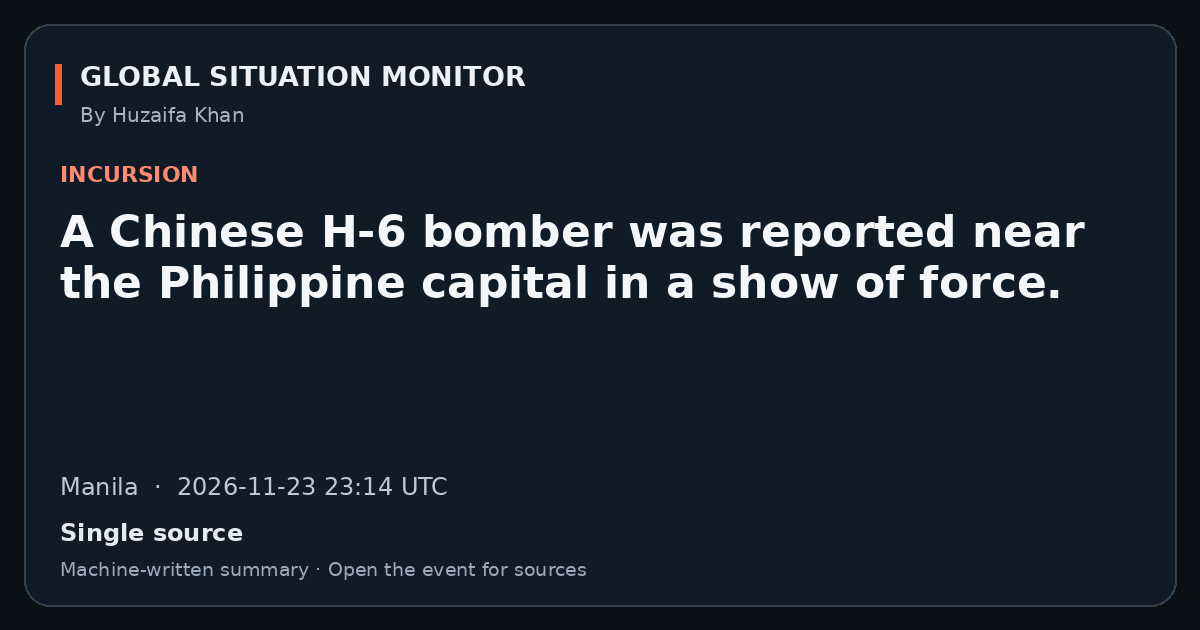 GLOBAL SITUATION MONITOR
By Huzaifa Khan
INCURSION
A Chinese H-6 bomber was reported near
the Philippine capital in a show of force.
Manila · 2026-11-23 23:14 UTC
Single source
Machine-written summary · Open the event for sources